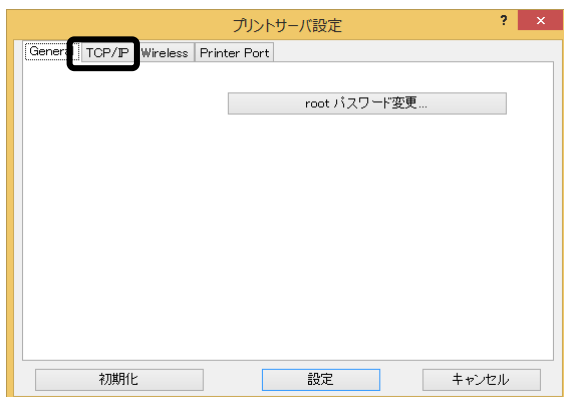 プリントサーバ設定 ? ×
General TCP/IP Wireless Printer Port
root パスワード変更...
初期化 設定 キャンセル